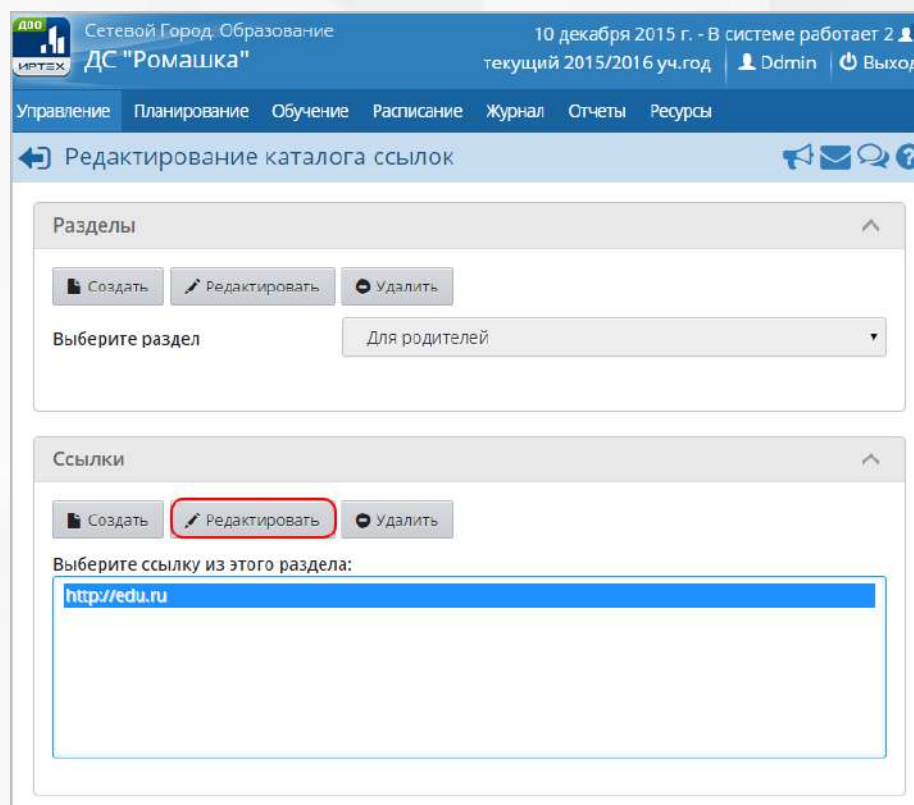 ДОО
ИРТЕХ
Сетевой Город. Образование
ДС "Ромашка"
10 декабря 2015 г. - В системе работает 2
текущий 2015/2016 уч.год Ddmin Выход
Управление Планирование Обучение Расписание Журнал Отчеты Ресурсы
Редактирование каталога ссылок
Разделы
Создать Редактировать Удалить
Выберите раздел Для родителей
Ссылки
Создать Редактировать Удалить
Выберите ссылку из этого раздела:
http://edu.ru